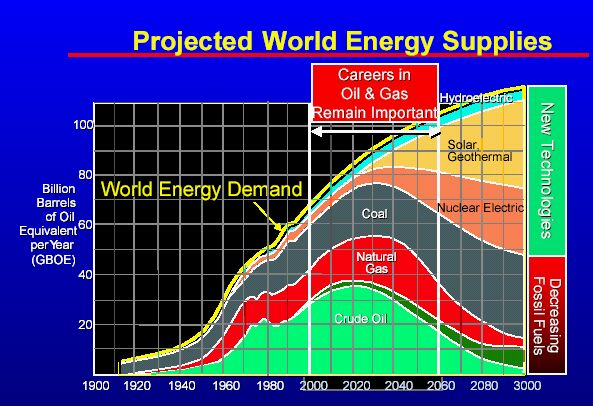 Projected World Energy Supplies
Careers in
Oil & Gas
Remain Important
Hydroelectric
100
Solar,
Geothermal
80
World Energy Demand
Billion
Barrels
of Oil
Equivalent
per Year
(GBOE)
Nuclear Electric
60
Coal
Natural
Gas
40
Crude Oil
20
New Technologies
Decreasing
Fossil Fuels
1900 1920 1940 1960 1980 2000 2020 2040 2060 2080 3000